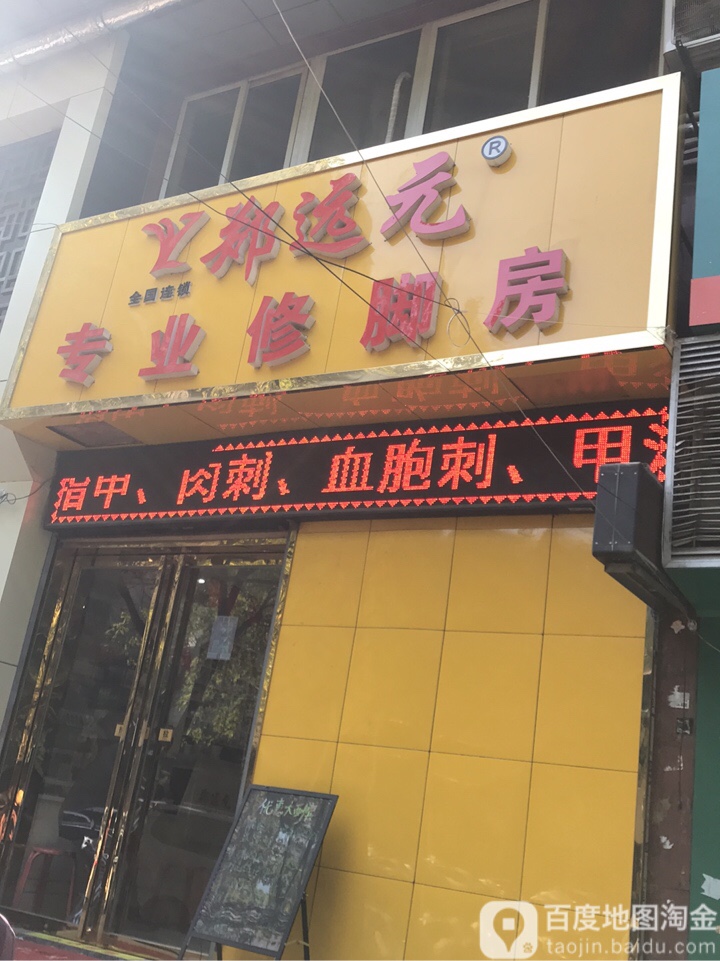 郑远元®
全国连锁
专业修脚房
指甲、肉刺、血胞刺、甲
百度地图淘金
taojin.baidu.com